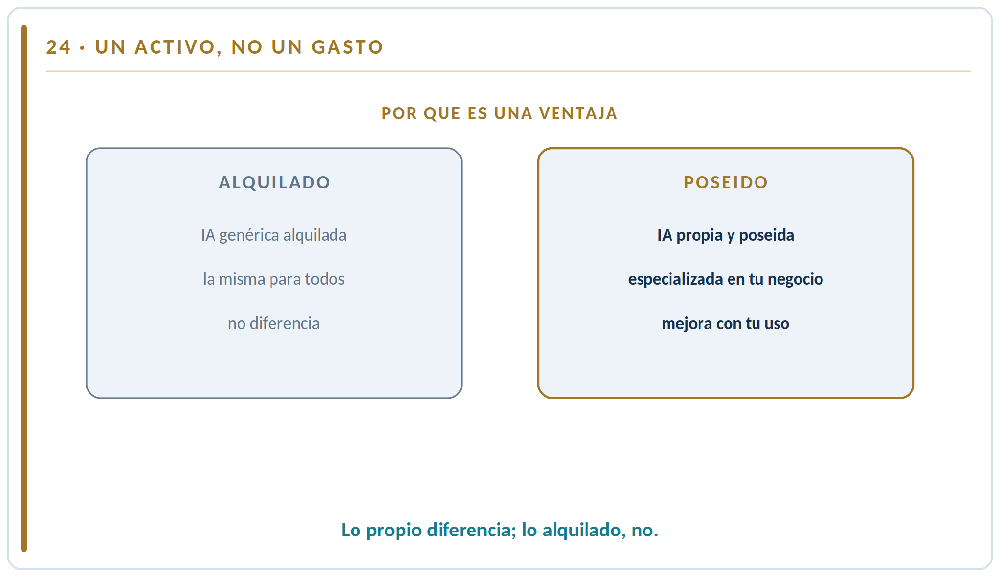 24 · UN ACTIVO, NO UN GASTO
POR QUE ES UNA VENTAJA
ALQUILADO
IA genérica alquilada
la misma para todos
no diferencia
POSEIDO
IA propia y poseida
especializada en tu negocio
mejora con tu uso
Lo propio diferencia; lo alquilado, no.